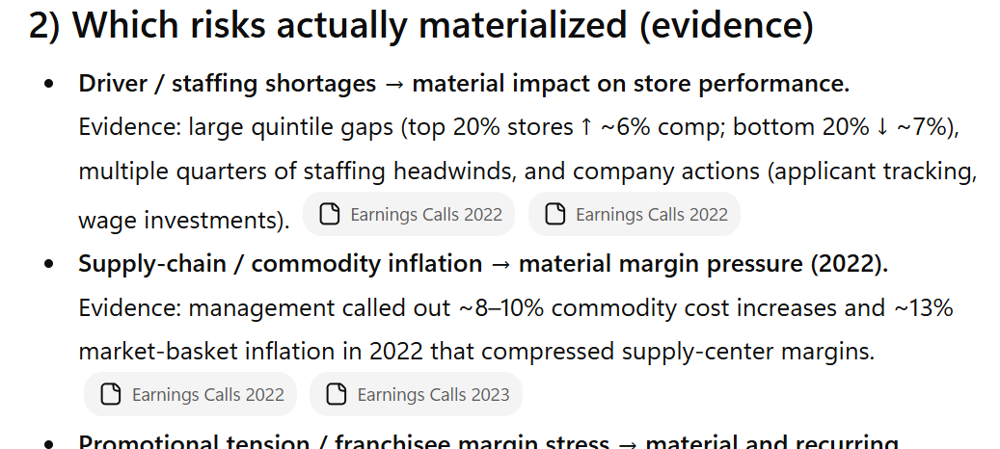 2) Which risks actually materialized (evidence)
• Driver / staffing shortages → material impact on store performance.
Evidence: large quintile gaps (top 20% stores ↑ ~6% comp; bottom 20% ↓ ~7%),
multiple quarters of staffing headwinds, and company actions (applicant tracking,
wage investments). Earnings Calls 2022 Earnings Calls 2022
• Supply-chain / commodity inflation → material margin pressure (2022).
Evidence: management called out ~8–10% commodity cost increases and ~13%
market-basket inflation in 2022 that compressed supply-center margins.
Earnings Calls 2022 Earnings Calls 2023
• Promotional tension / franchisee margin stress → material and recurring